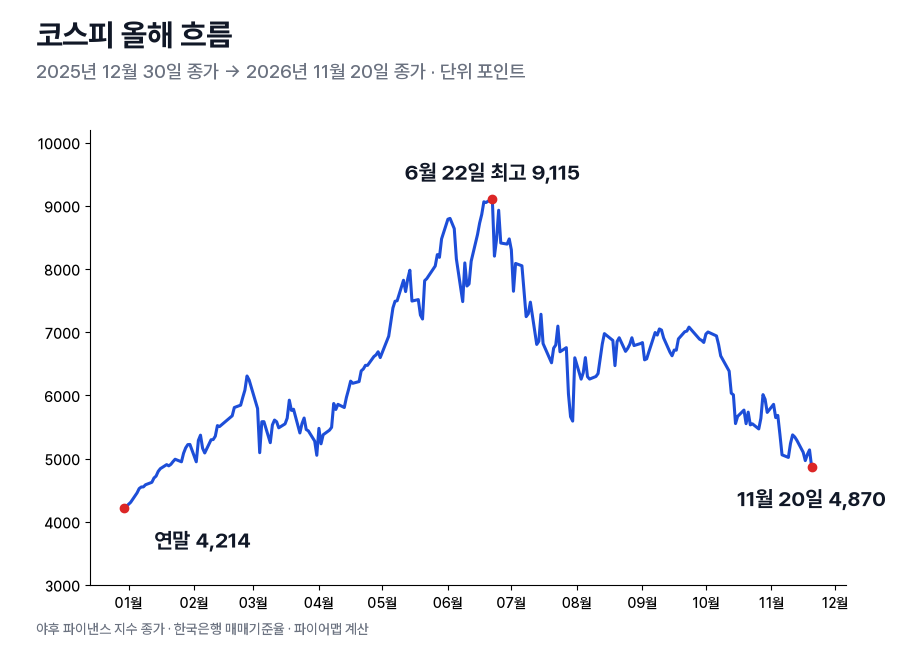 코스피 올해 흐름
2025년 12월 30일 종가 → 2026년 11월 20일 종가 · 단위 포인트
10000
6월 22일 최고 9,115
9000
8000
7000
6000
5000
11월 20일 4,870
4000
연말 4,214
3000
01월 02월 03월 04월 05월 06월 07월 08월 09월 10월 11월 12월
야후 파이낸스 지수 종가 · 한국은행 매매기준율 · 파이어맵 계산